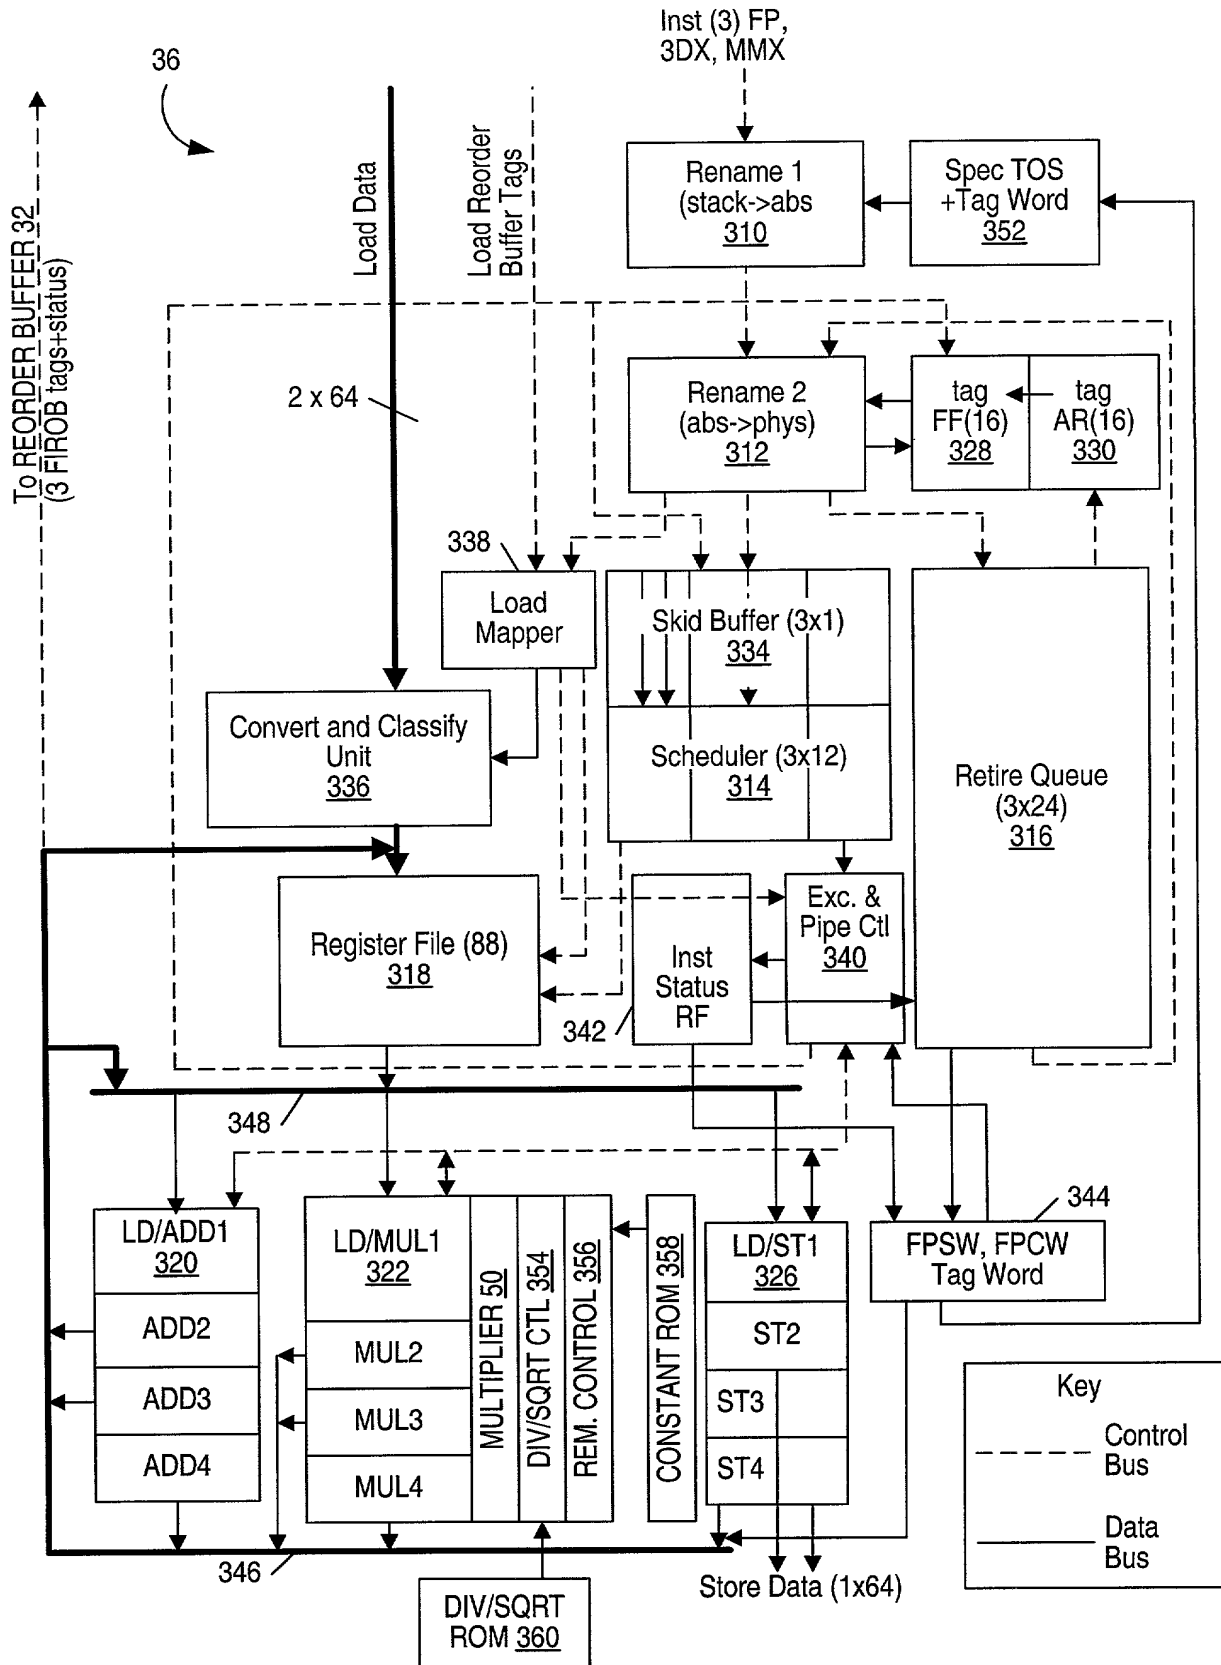 Inst (3) FP,
3DX, MMX
36
To REORDER BUFFER 32
(3 FIROB tags+status)
Load Data
Load Reorder
Buffer Tags
Rename 1
(stack->abs
310
Spec TOS
+Tag Word
352
2 x 64
Rename 2
(abs->phys)
312
tag
FF(16)
328
tag
AR(16)
330
338
Load
Mapper
Skid Buffer (3x1)
334
Convert and Classify
Unit
336
Scheduler (3x12)
314
Retire Queue
(3x24)
316
Register File (88)
318
Inst
Status
RF
342
Exc. &
Pipe Ctl
340
348
344
LD/ADD1
320
ADD2
ADD3
ADD4
LD/MUL1
322
MUL2
MUL3
MUL4
MULTIPLIER 50
DIV/SQRT CTL 354
REM. CONTROL 356
CONSTANT ROM 358
LD/ST1
326
ST2
ST3
ST4
FPSW, FPCW
Tag Word
346
Store Data (1x64)
DIV/SQRT
ROM 360
Key
Control
Bus
Data
Bus